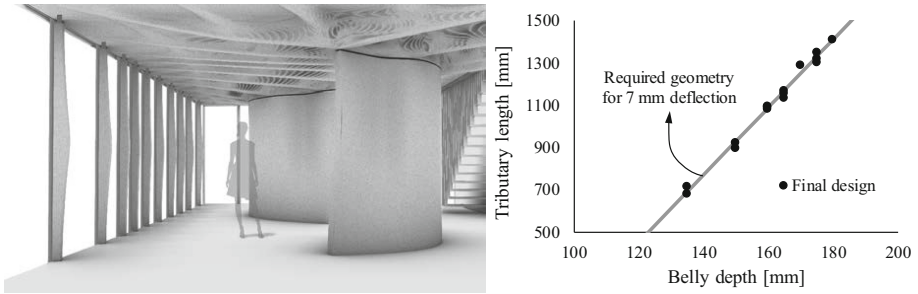 1500
1300
1100
900
700
500
Tributary length [mm]
Required geometry
for 7 mm deflection
Final design
100
120
140
160
180
200
Belly depth [mm]